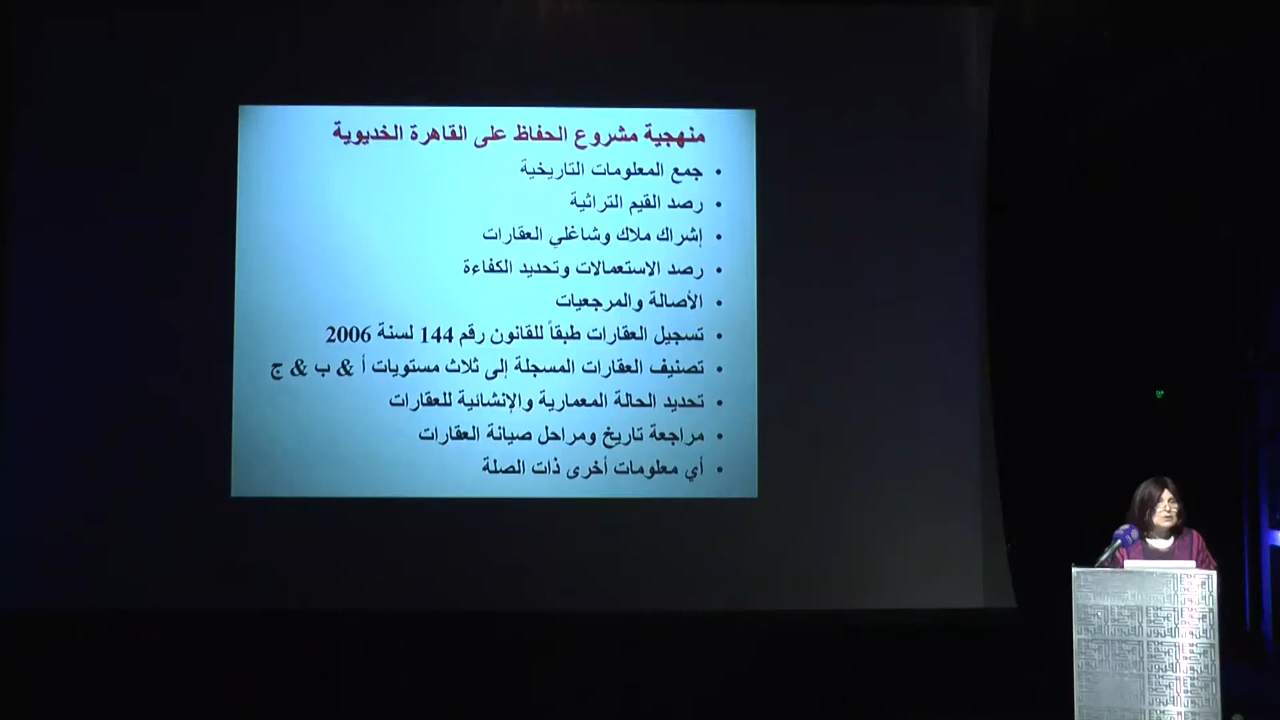 منهجية مشروع الحفاظ على القاهرة الخديوية
• جمع المعلومات التاريخية
• رصد القيم التراثية
• إشراك ملاك وشاغلي العقارات
• رصد الاستعمالات وتحديد الكفاءة
• الأصالة والمرجعيات
• تسجيل العقارات طبقاً للقانون رقم 144 لسنة 2006
• تصنيف العقارات المسجلة إلى ثلاث مستويات أ & ب & ج
• تحديد الحالة المعمارية والإنشائية للعقارات
• مراجعة تاريخ ومراحل صيانة العقارات
• أي معلومات أخرى ذات الصلة